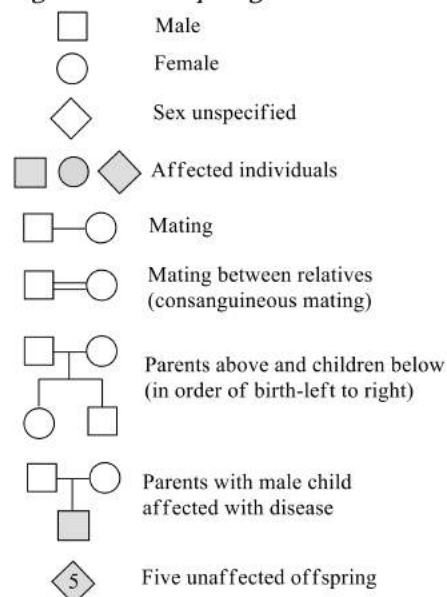 Male
Female
Sex unspecified
Affected individuals
Mating
Mating between relatives
(consanguineous mating)
Parents above and children below
(in order of birth-left to right)
Parents with male child
affected with disease
5 Five unaffected offspring